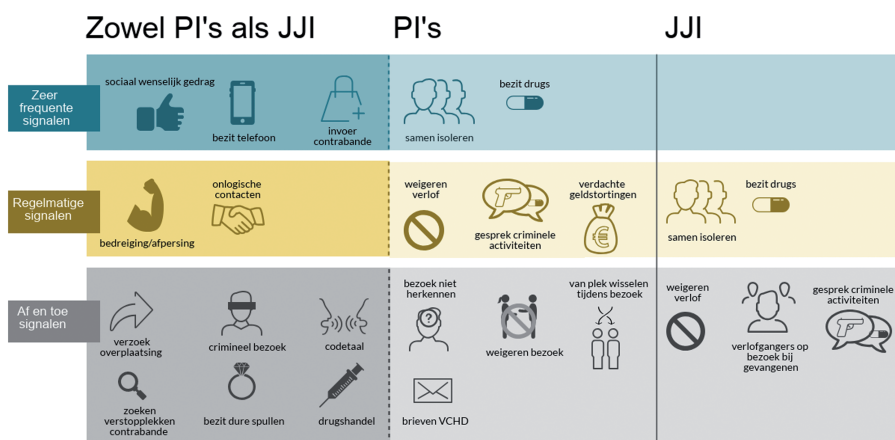 Zowel PI's als JJI
PI's
JJI
Zeer
frequente
signalen
sociaal wenselijk gedrag
bezit telefoon
invoer
contrabande
samen isoleren
bezit drugs
Regelmatige
signalen
bedreiging/afpersing
onlogische
contacten
weigeren
verlof
gesprek criminele
activiteiten
verdachte
geldstortingen
€
samen isoleren
bezit drugs
Af en toe
signalen
verzoek
overplaatsing
crimineel bezoek
codetaal
zoeken
verstopplekken
contrabande
bezit dure spullen
drugshandel
bezoek niet
herkennen
?
weigeren bezoek
van plek wisselen
tijdens bezoek
brieven VCHD
weigeren
verlof
verlofgangers op
bezoek bij
gevangenen
gesprek criminele
activiteiten